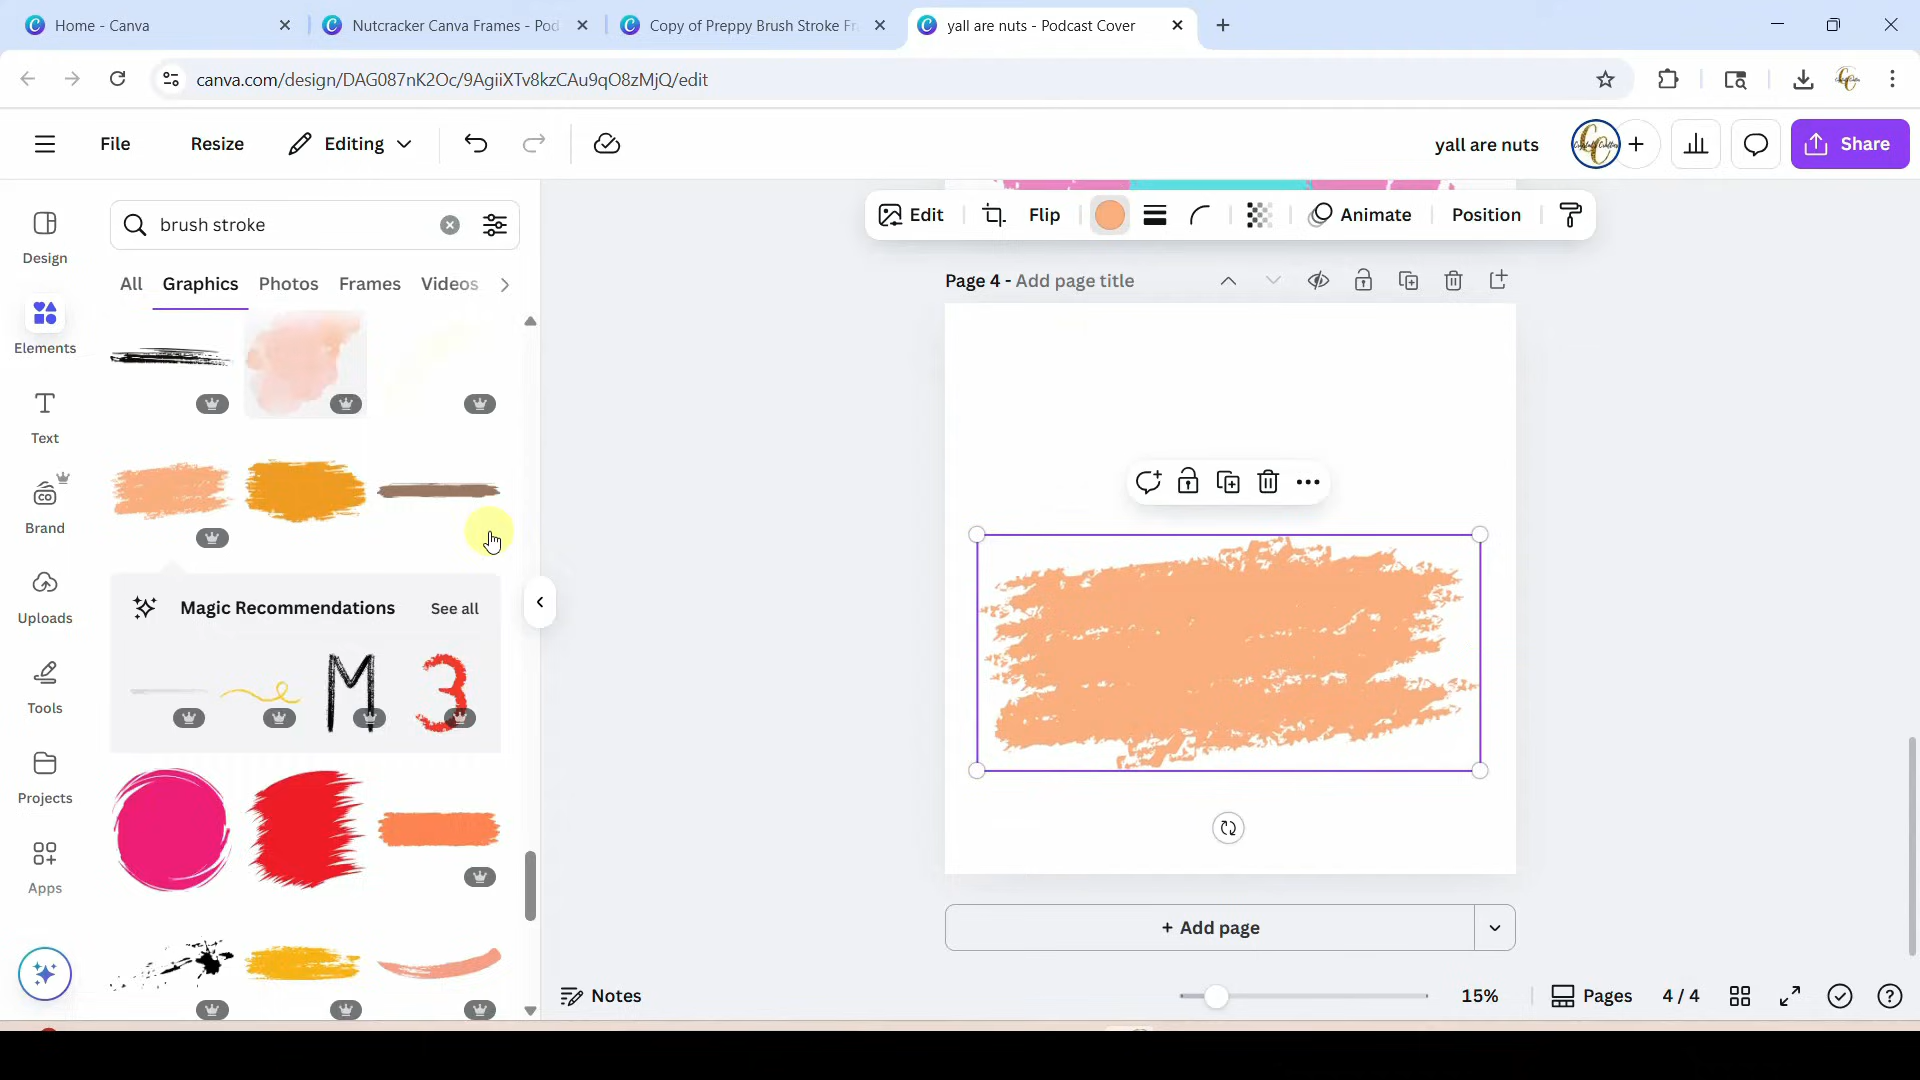 Home - Canva
Nutcracker Canva Frames - Pod
Copy of Preppy Brush Stroke Fr
yall are nuts - Podcast Cover
canva.com/design/DAG087nK2Oc/9AgiiXTv8kzCAu9qO8zMjQ/edit
File
Resize
Editing
yall are nuts
Share
Design
Elements
Text
Brand
Uploads
Tools
Projects
Apps
brush stroke
All
Graphics
Photos
Frames
Videos
Magic Recommendations
See all
M
3
Edit
Flip
Animate
Position
Page 4 - Add page title
+ Add page
Notes
15%
Pages
4 / 4